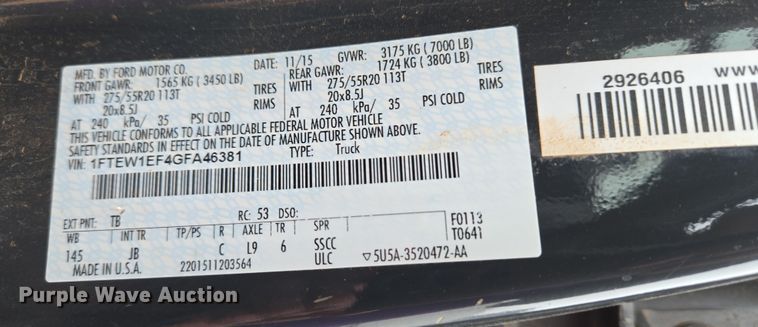 MFD. BY FORD MOTOR CO. DATE: 11/15 GVWR: 3175 KG ( 7000 LB)
FRONT GAWR: 1565 KG ( 3450 LB) REAR GAWR: 1724 KG ( 3800 LB)
WITH 275/55R20 113T TIRES WITH 275/55R20 113T TIRES
20x8.5J RIMS 20x8.5J RIMS
AT 240 kPa/ 35 PSI COLD AT 240 kPa/ 35 PSI COLD
THIS VEHICLE CONFORMS TO ALL APPLICABLE FEDERAL MOTOR VEHICLE
SAFETY STANDARDS IN EFFECT ON THE DATE OF MANUFACTURE SHOWN ABOVE.
VIN: 1FTEW1EF4GFA46381 TYPE: Truck
EXT PNT: TB RC: 53 DSO: F0113
WB INT TR TP/PS R AXLE TR SPR T0641
145 JB C L9 6 SSCC
MADE IN U.S.A. 2201511203564 ULC ▽5U5A-3520472-AA
2926406 WWW
Purple Wave Auction
Purple Wave Auction